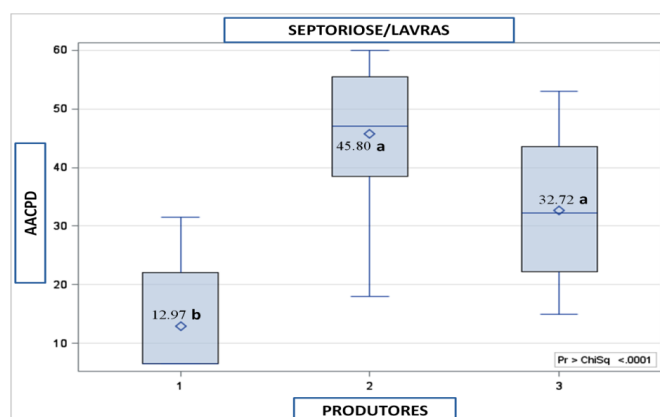 SEPTORIOSE/LAVRAS
60
50
40
30
20
10
AACPD
45.80 a
32.72 a
12.97 b
Pr > ChiSq <.0001
1 2 3
PRODUTORES